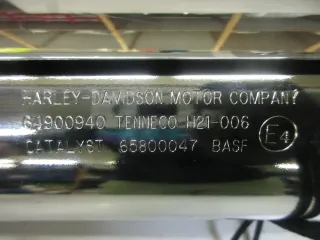 HARLEY-DAVIDSON MOTOR COMPANY
64900940 TENNECO H21-006
CATALYST 65800047 BASF E4